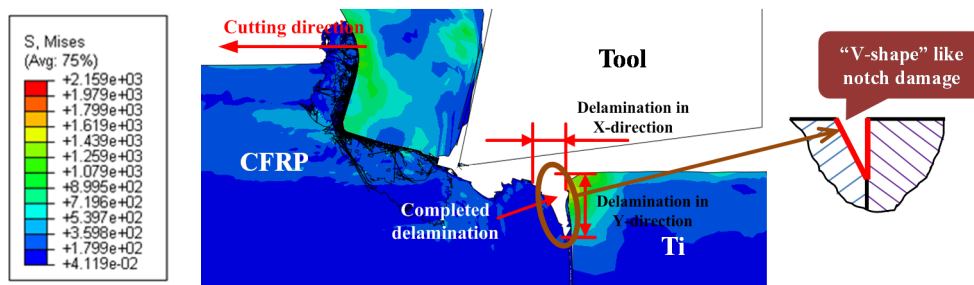 S, Mises
(Avg: 75%)
+2.159e+03
+1.979e+03
+1.799e+03
+1.619e+03
+1.439e+03
+1.259e+03
+1.079e+03
+8.995e+02
+7.196e+02
+5.397e+02
+3.598e+02
+1.799e+02
+4.119e-02
Cutting direction
Tool
Delamination in
X-direction
CFRP
Completed
delamination
Delamination in
Y-direction
Ti
“V-shape” like
notch damage